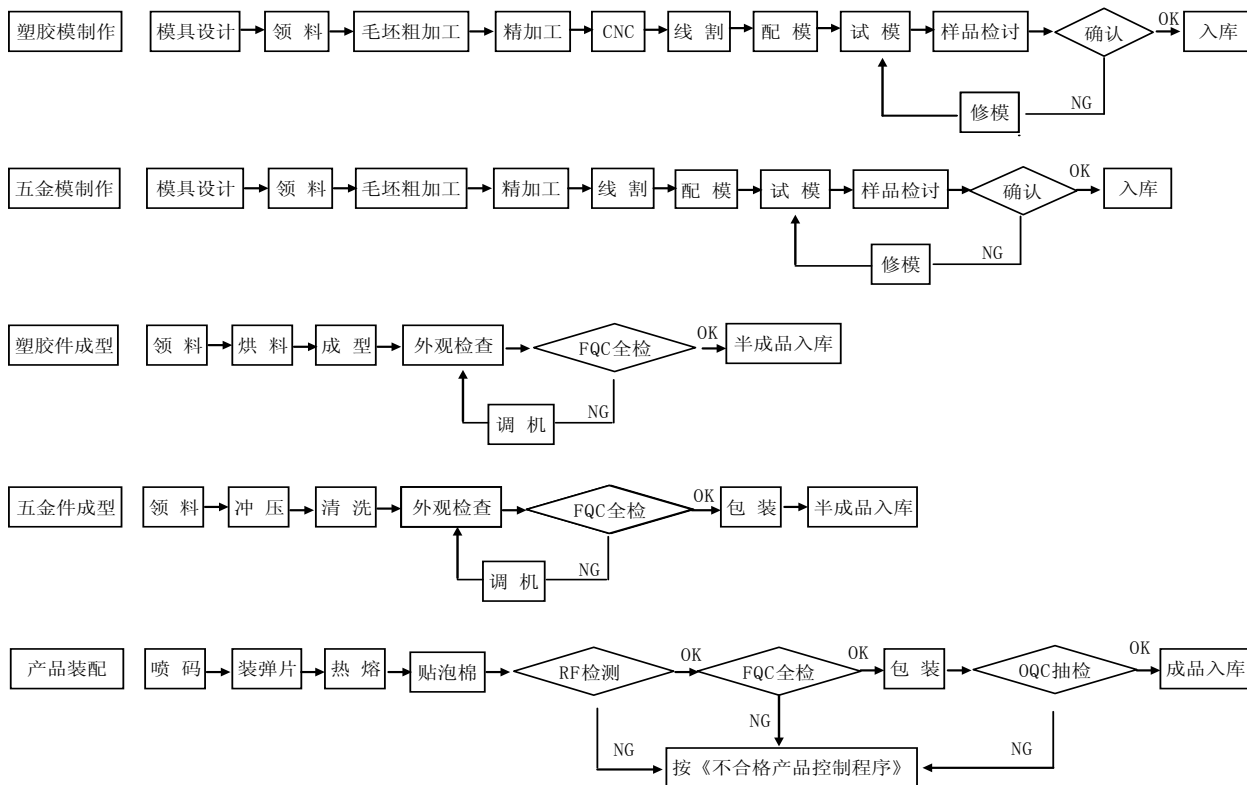 塑胶模制作 模具设计 领 料 毛坯粗加工 精加工 CNC 线 割 配 模 试 模 样品检讨 确认 OK 入库
修模 NG
五金模制作 模具设计 领 料 毛坯粗加工 精加工 线 割 配 模 试 模 样品检讨 确认 OK 入库
修模 NG
塑胶件成型 领 料 烘 料 成 型 外观检查 FQC全检 OK 半成品入库
调 机 NG
五金件成型 领 料 冲 压 清 洗 外观检查 FQC全检 OK 包 装 半成品入库
调 机 NG
产品装配 喷 码 装弹片 热 熔 贴泡棉 RF检测 OK FQC全检 OK 包 装 OQC抽检 OK 成品入库
NG NG NG
按《不合格产品控制程序》